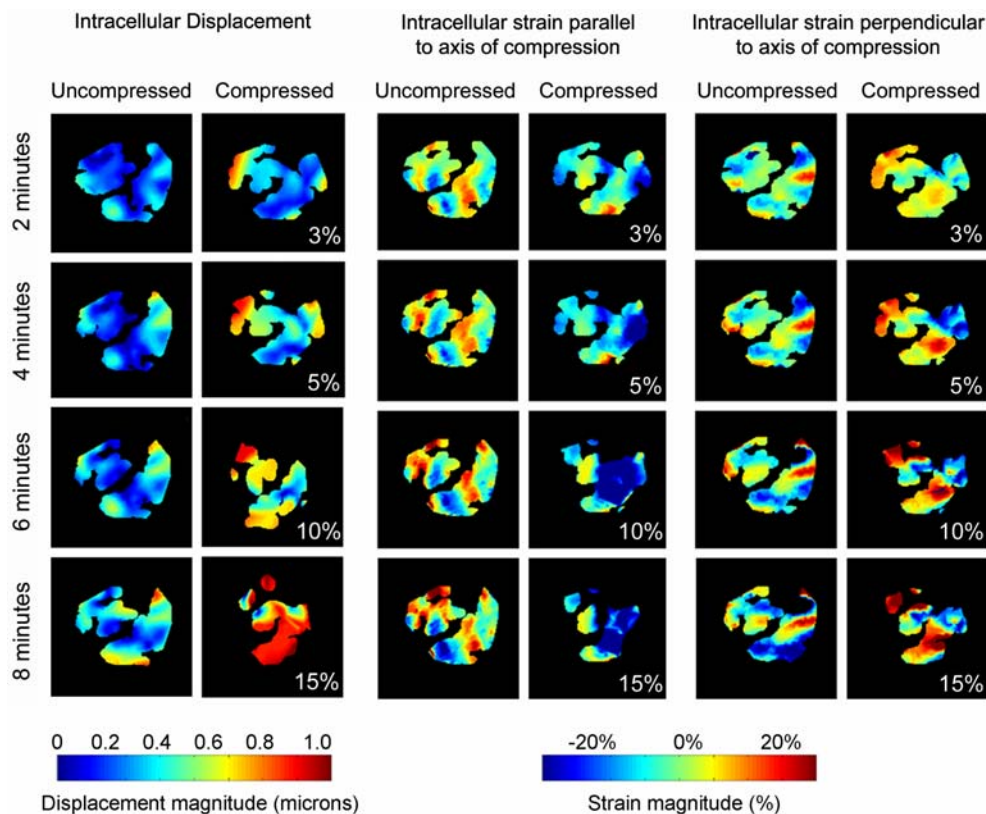 Intracellular Displacement
Intracellular strain parallel
to axis of compression
Intracellular strain perpendicular
to axis of compression
Uncompressed Compressed Uncompressed Compressed Uncompressed Compressed
2 minutes
3% 3% 3%
4 minutes
5% 5% 5%
6 minutes
10% 10% 10%
8 minutes
15% 15% 15%
0 0.2 0.4 0.6 0.8 1.0
Displacement magnitude (microns)
-20% 0% 20%
Strain magnitude (%)